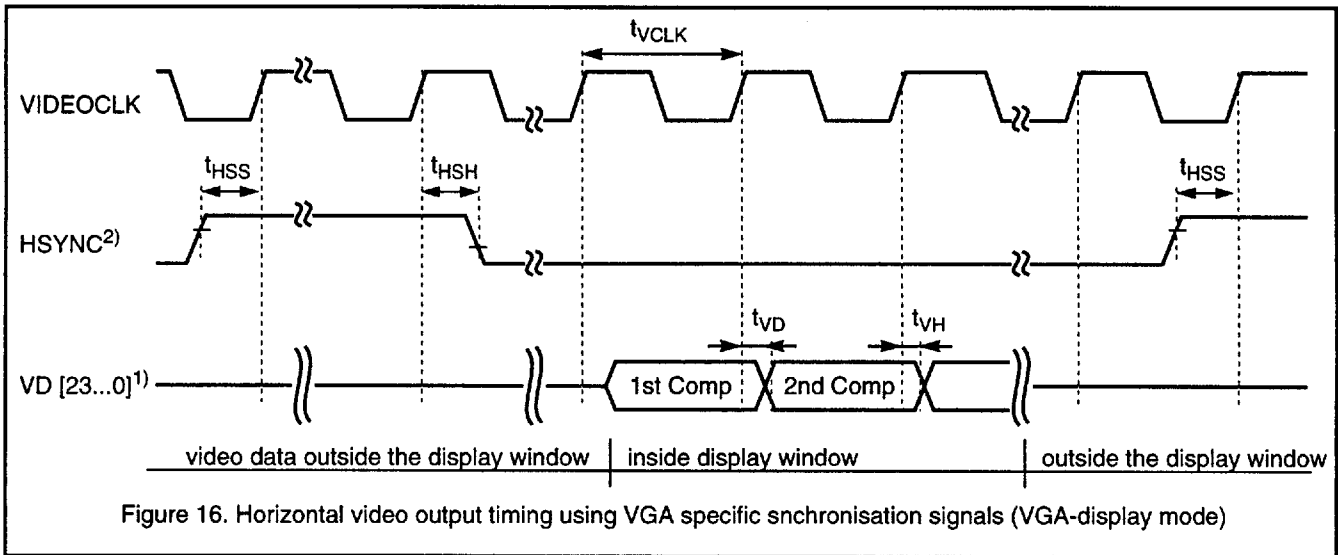 tVCLK
VIDEOCLK
tHSS
tHSH
tHSS
HSYNC2)
tVD
tVH
VD [23...0]1)
1st Comp
2nd Comp
video data outside the display window
inside display window
outside the display window
Figure 16. Horizontal video output timing using VGA specific snchronisation signals (VGA-display mode)